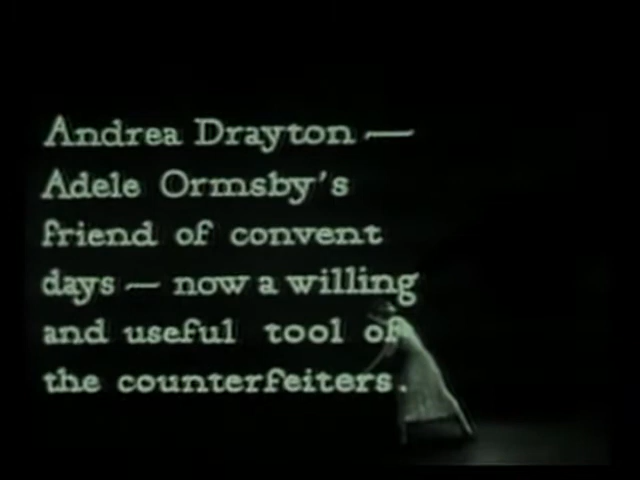 Andrea Drayton —
Adele Ormsby's
friend of convent
days — now a willing
and useful tool of
the counterfeiters.